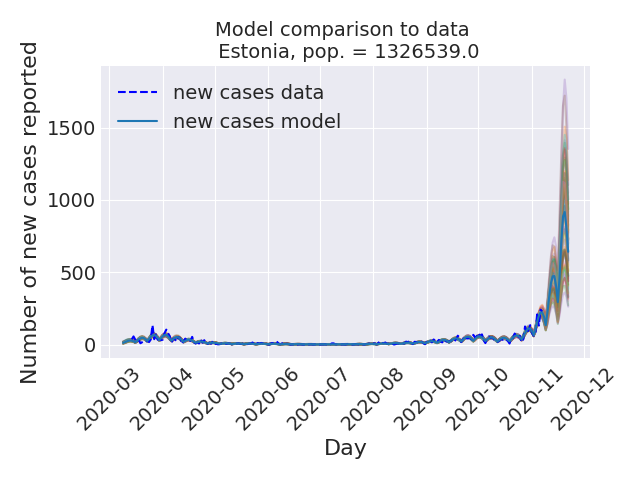 Model comparison to data
Estonia, pop. = 1326539.0
Number of new cases reported
new cases data
new cases model
1500
1000
500
0
2020-03
2020-04
2020-05
2020-06
2020-07
2020-08
2020-09
2020-10
2020-11
2020-12
Day